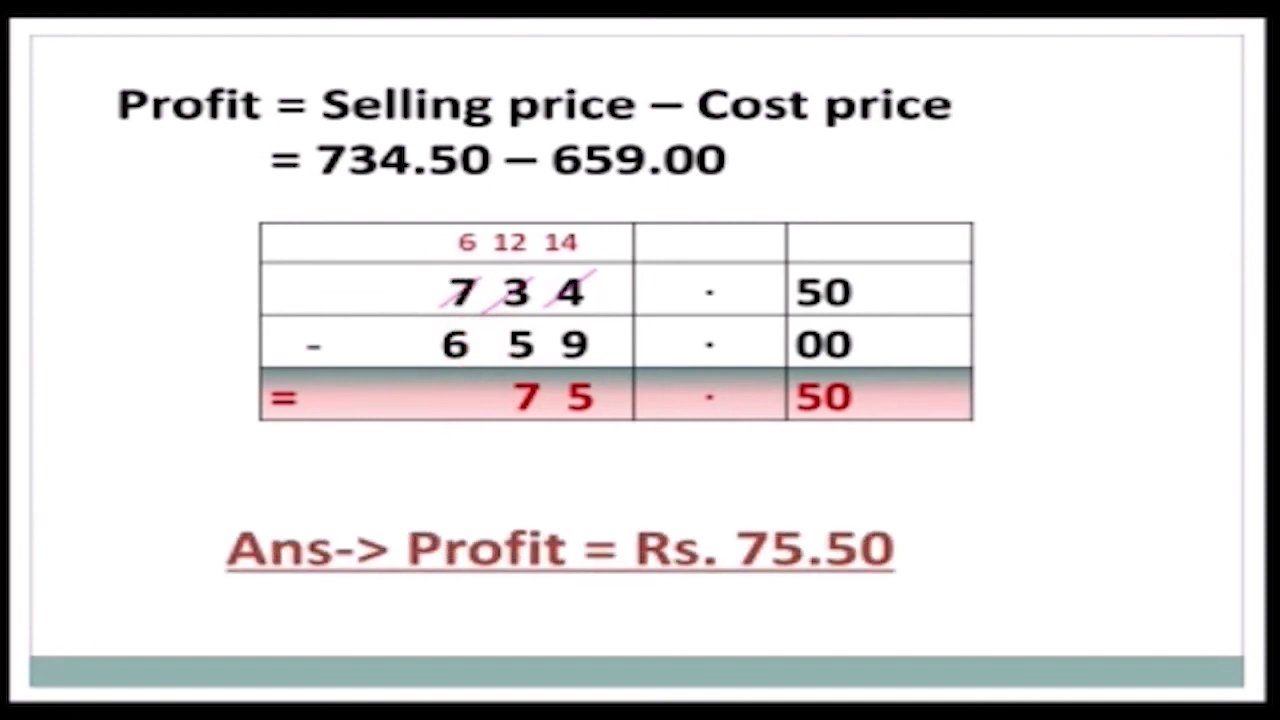 Profit = Selling price – Cost price
= 734.50 – 659.00
6 12 14
7 3 4 . 50
- 6 5 9 . 00
= 7 5 . 50
Ans-> Profit = Rs. 75.50